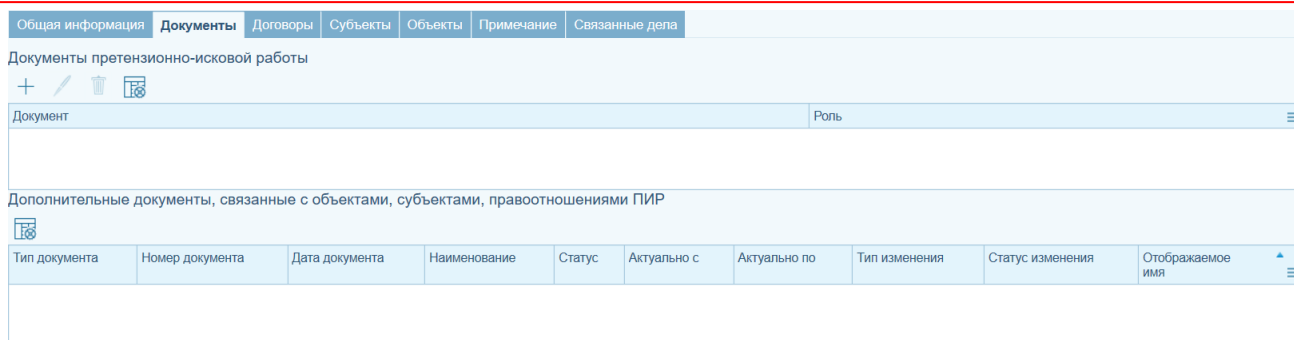 Общая информация Документы Договоры Субъекты Объекты Примечание Связанные дела
Документы претензионно-исковой работы
Документ Роль
Дополнительные документы, связанные с объектами, субъектами, правоотношениями ПИР
Тип документа Номер документа Дата документа Наименование Статус Актуально с Актуально по Тип изменения Статус изменения Отображаемое
имя